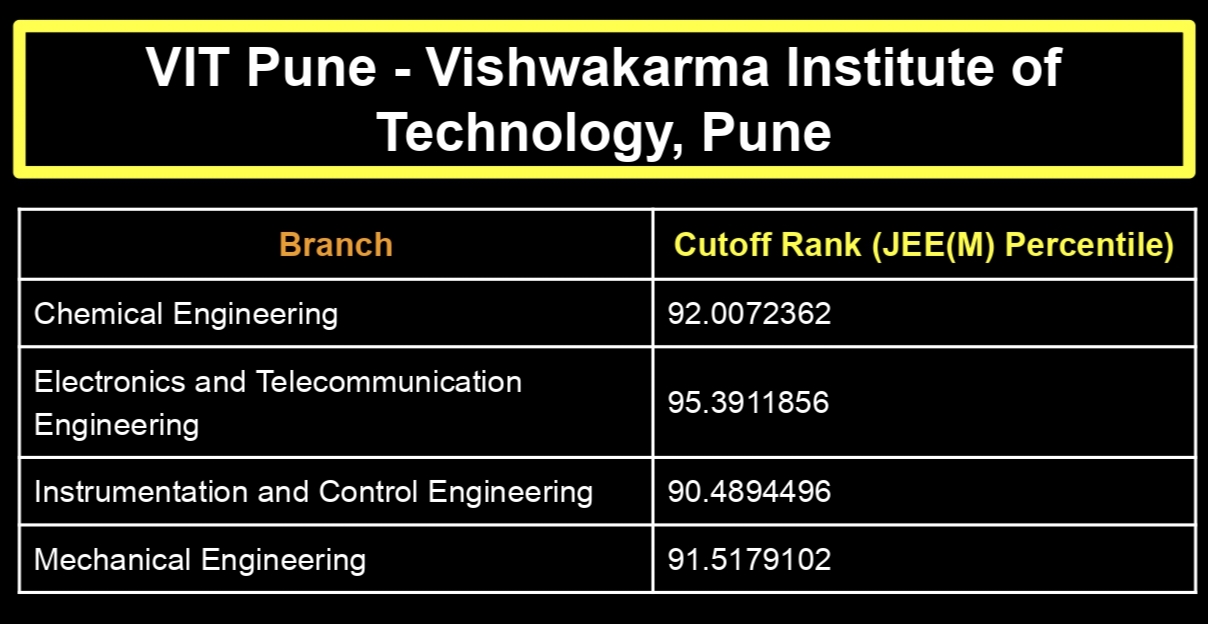 VIT Pune - Vishwakarma Institute of
Technology, Pune
Branch
Cutoff Rank (JEE(M) Percentile)
Chemical Engineering
92.0072362
Electronics and Telecommunication
Engineering
95.3911856
Instrumentation and Control Engineering
90.4894496
Mechanical Engineering
91.5179102